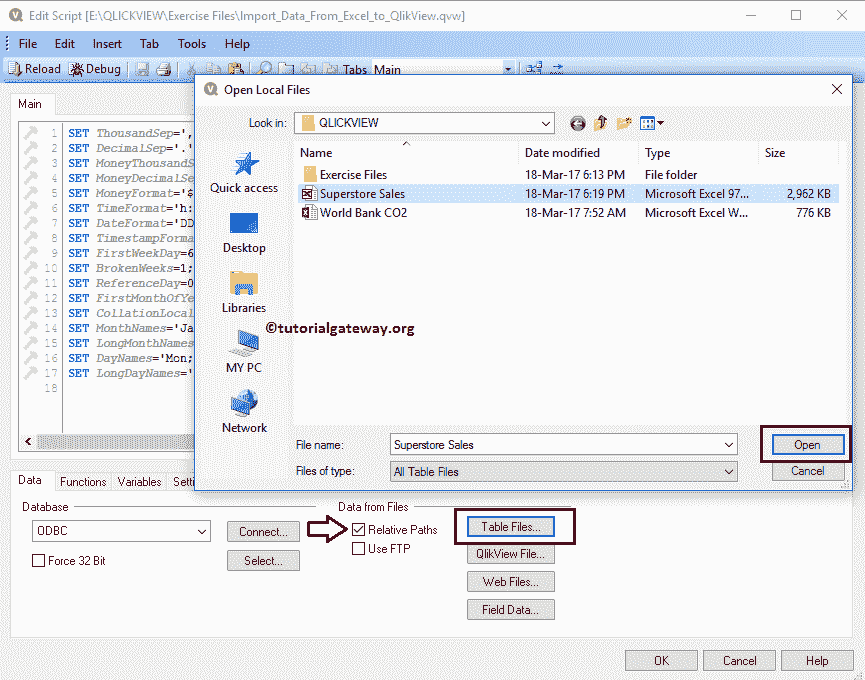 Edit Script [E:\QLICKVIEW\Exercise Files\Import_Data_From_Excel_to_QlikView.qvw]
File Edit Insert Tab Tools Help
Reload Debug Tabs Main
Main
1 SET ThousandSep=',
2 SET DecimalSep='.'
3 SET MoneyThousandS
4 SET MoneyDecimalSe
5 SET MoneyFormat='$
6 SET TimeFormat='h:
7 SET DateFormat='DD
8 SET TimestampForma
9 SET FirstWeekDay=6
10 SET BrokenWeeks=1;
11 SET ReferenceDay=0
12 SET FirstMonthOfYe
13 SET CollationLocal
14 SET MonthNames='Ja
15 SET LongMonthNames
16 SET DayNames='Mon;
17 SET LongDayNames='
18
Open Local Files
Look in: QLICKVIEW
Name Date modified Type Size
Exercise Files 18-Mar-17 6:13 PM File folder
Superstore Sales 18-Mar-17 6:19 PM Microsoft Excel 97... 2,962 KB
World Bank CO2 18-Mar-17 7:52 AM Microsoft Excel W... 776 KB
Quick access
Desktop
Libraries
MY PC
Network
©tutorialgateway.org
File name: Superstore Sales Open
Files of type: All Table Files Cancel
Data Functions Variables Setti
Database
ODBC
Connect...
Force 32 Bit
Select...
Data from Files
Relative Paths
Use FTP
Table Files...
QlikView File...
Web Files...
Field Data...
OK Cancel Help